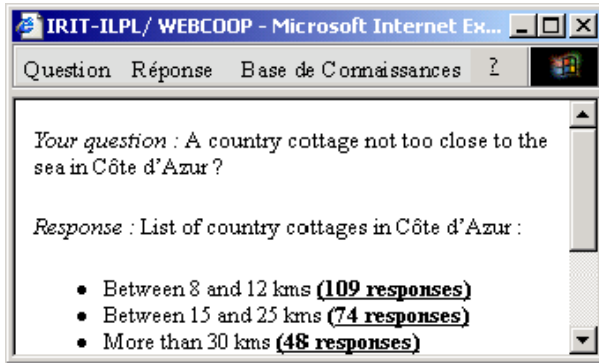 IRIT-ILPL/ WEBCOOP - Microsoft Internet Ex...
Question Réponse Base de Connaissances ?
Your question : A country cottage not too close to the
sea in Côte d'Azur ?
Response : List of country cottages in Côte d'Azur :
• Between 8 and 12 kms (109 responses)
• Between 15 and 25 kms (74 responses)
• More than 30 kms (48 responses)